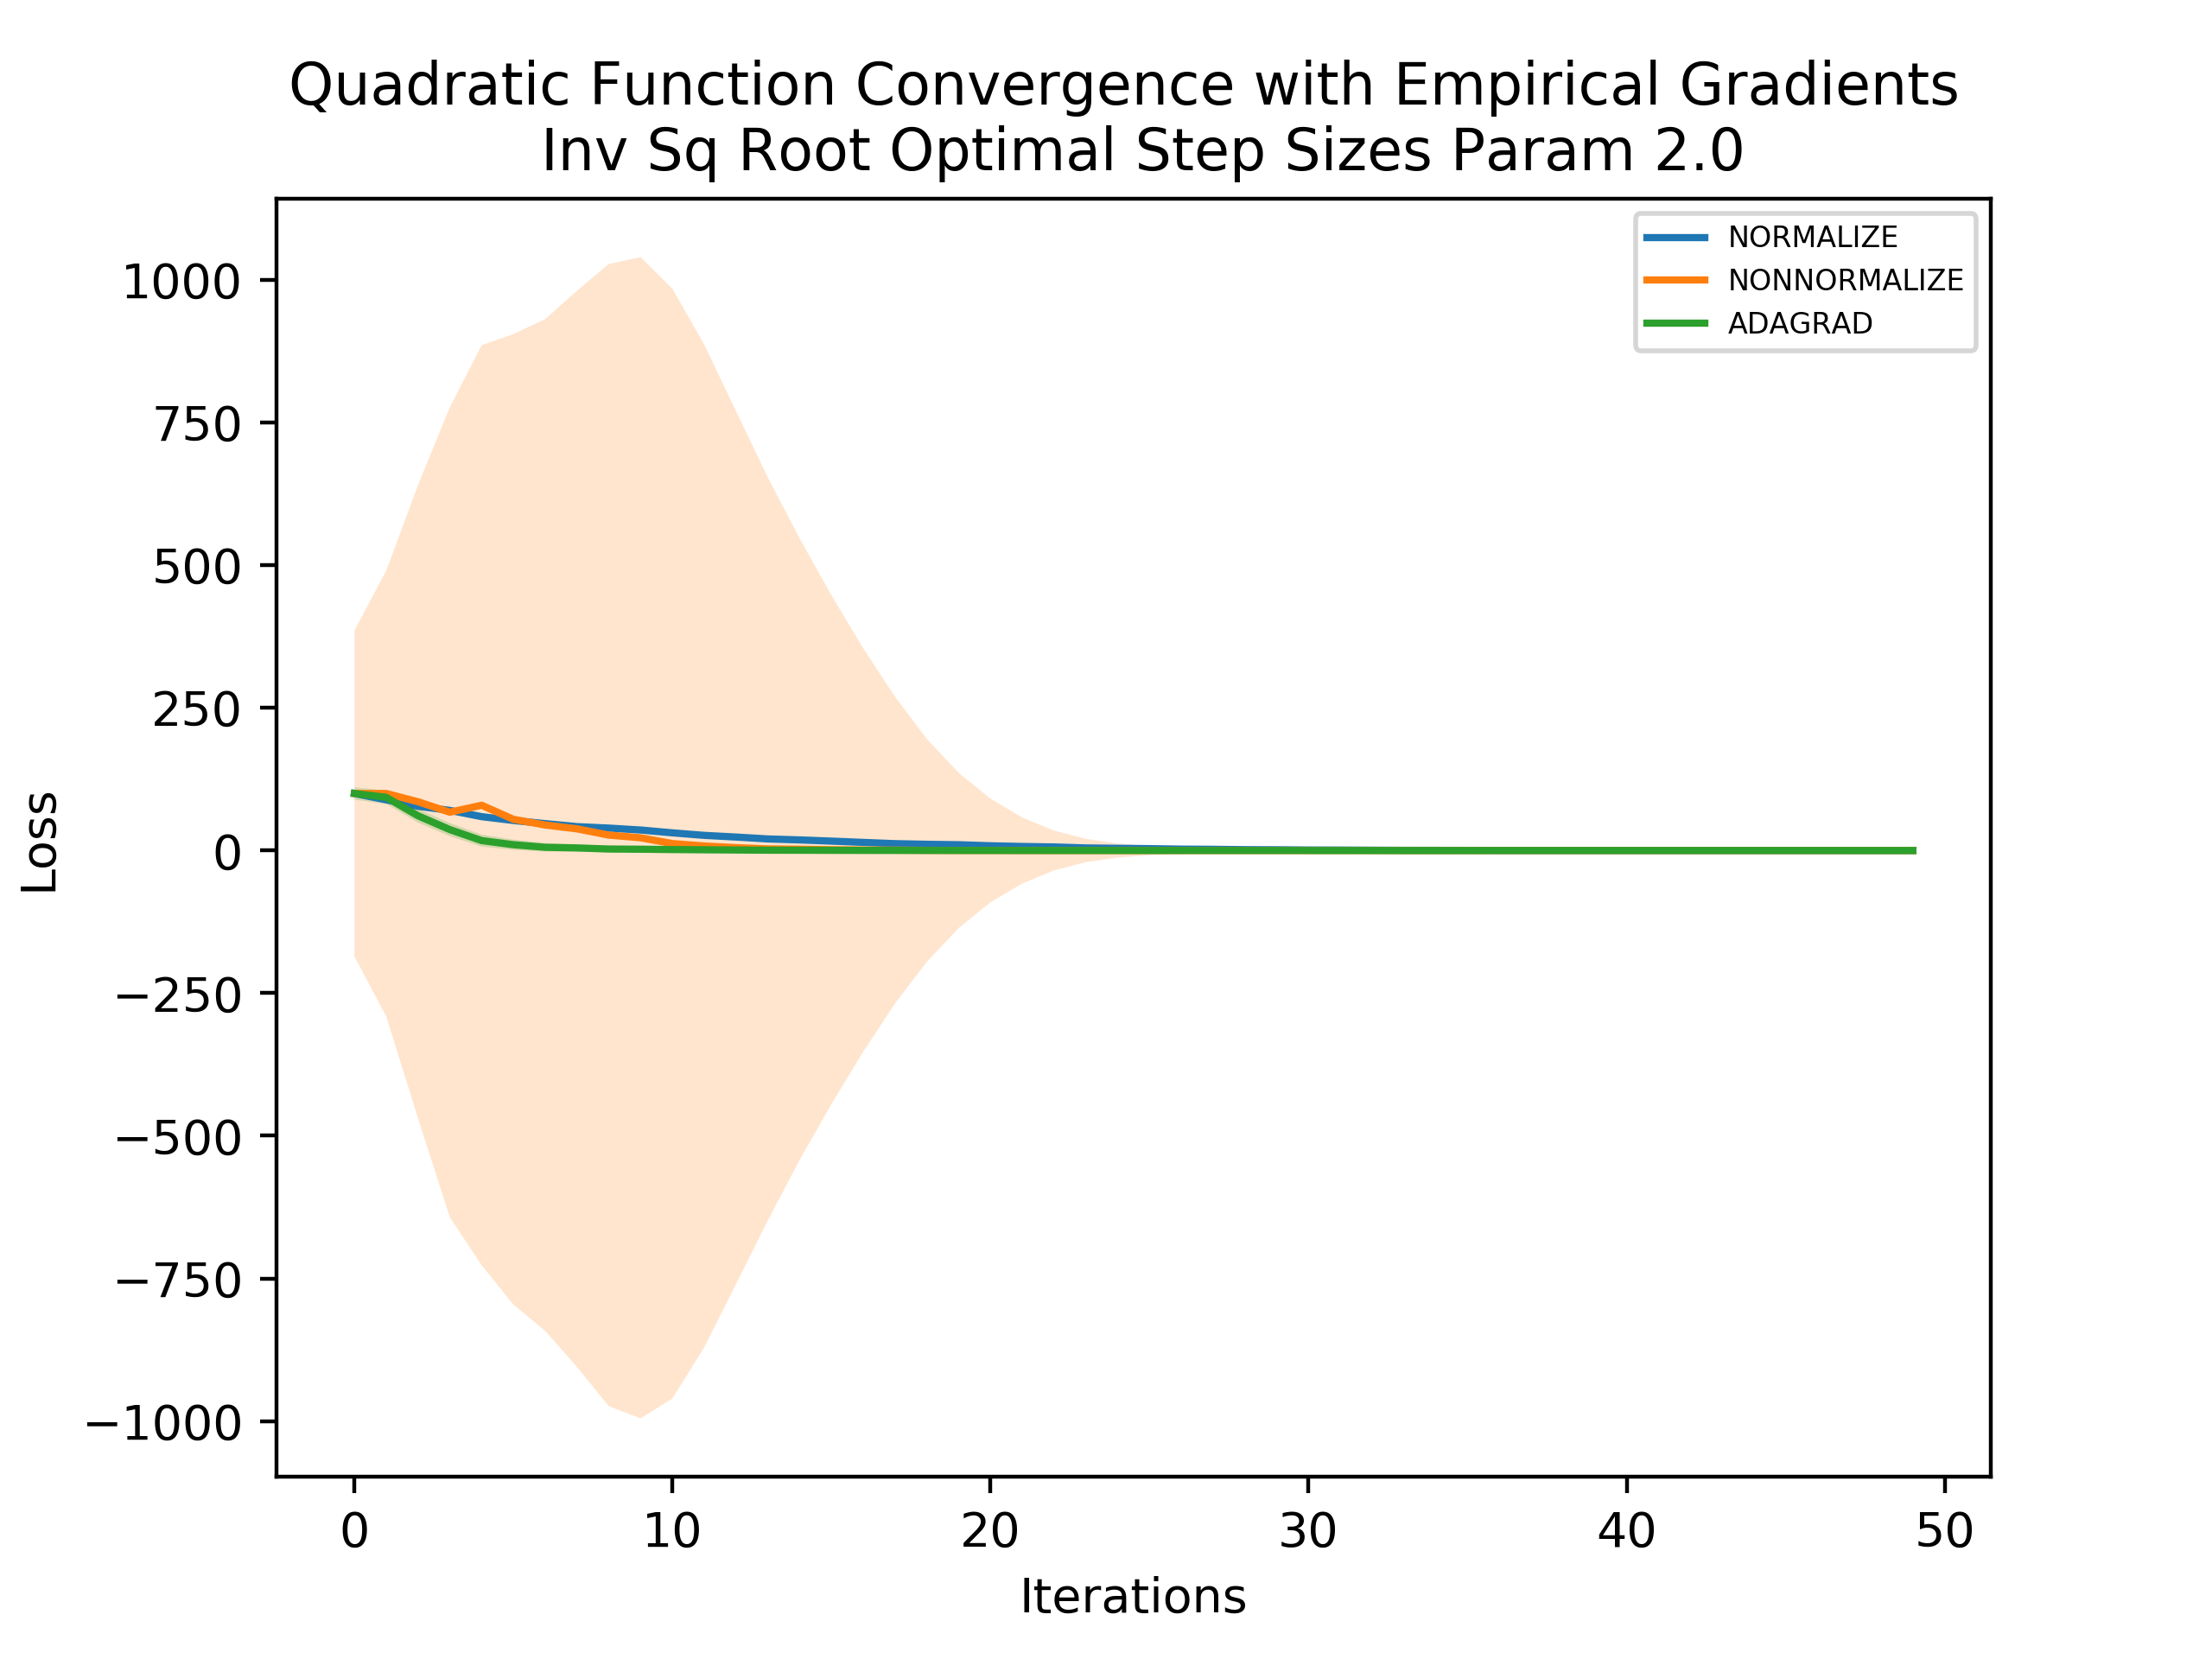 Quadratic Function Convergence with Empirical Gradients
Inv Sq Root Optimal Step Sizes Param 2.0
NORMALIZE
NONNORMALIZE
ADAGRAD
1000
750
500
250
0
−250
−500
−750
−1000
Loss
0 10 20 30 40 50
Iterations